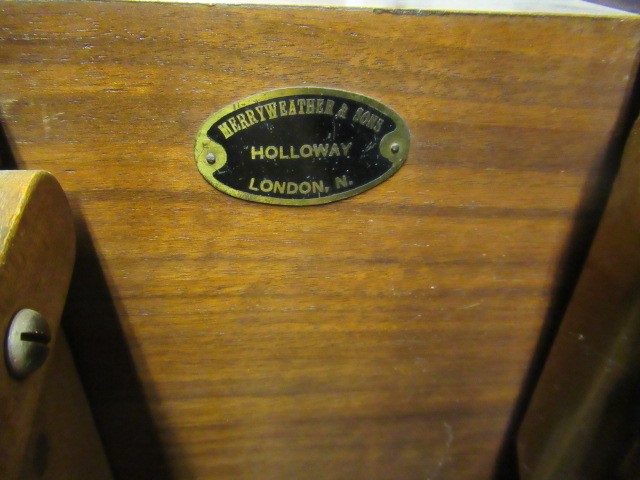 MERRYWEATHER & SONS
HOLLOWAY
LONDON, N.